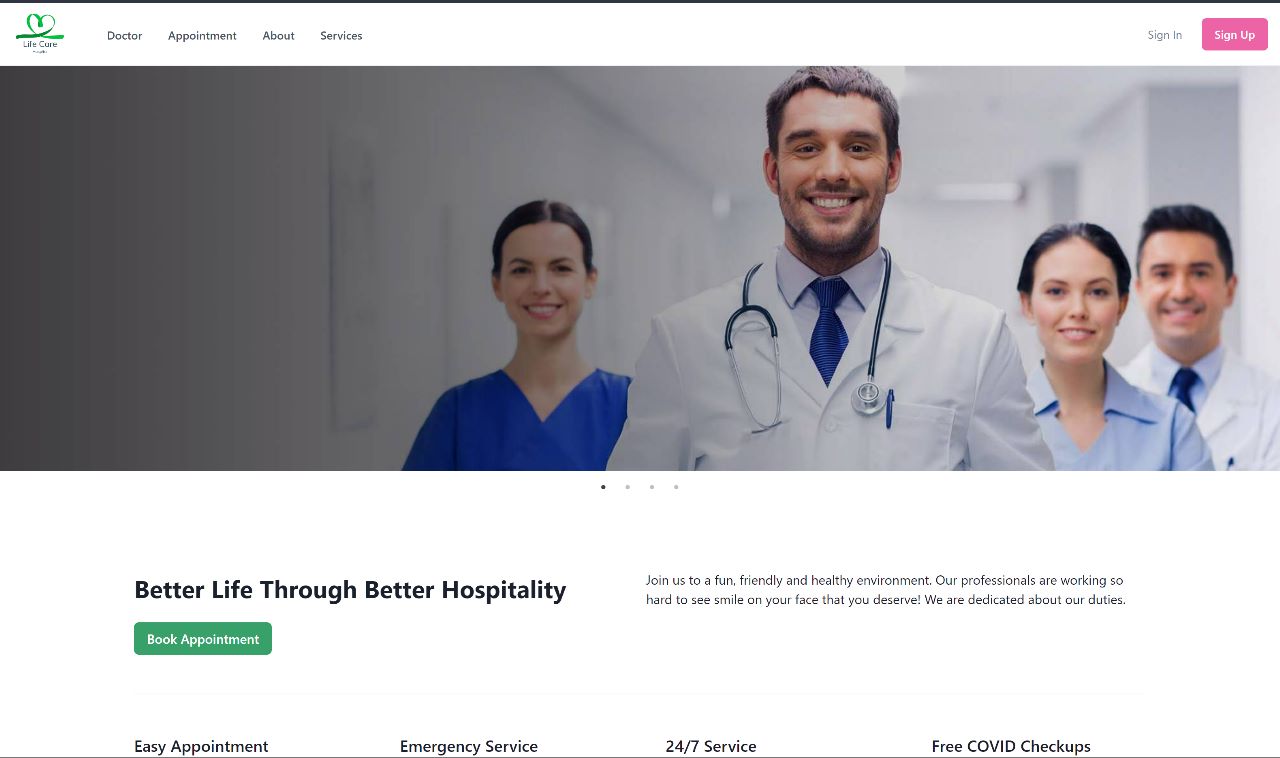 Life Care
Hospital
Doctor
Appointment
About
Services
Sign In
Sign Up
Better Life Through Better Hospitality
Join us to a fun, friendly and healthy environment. Our professionals are working so
hard to see smile on your face that you deserve! We are dedicated about our duties.
Book Appointment
Easy Appointment
Emergency Service
24/7 Service
Free COVID Checkups